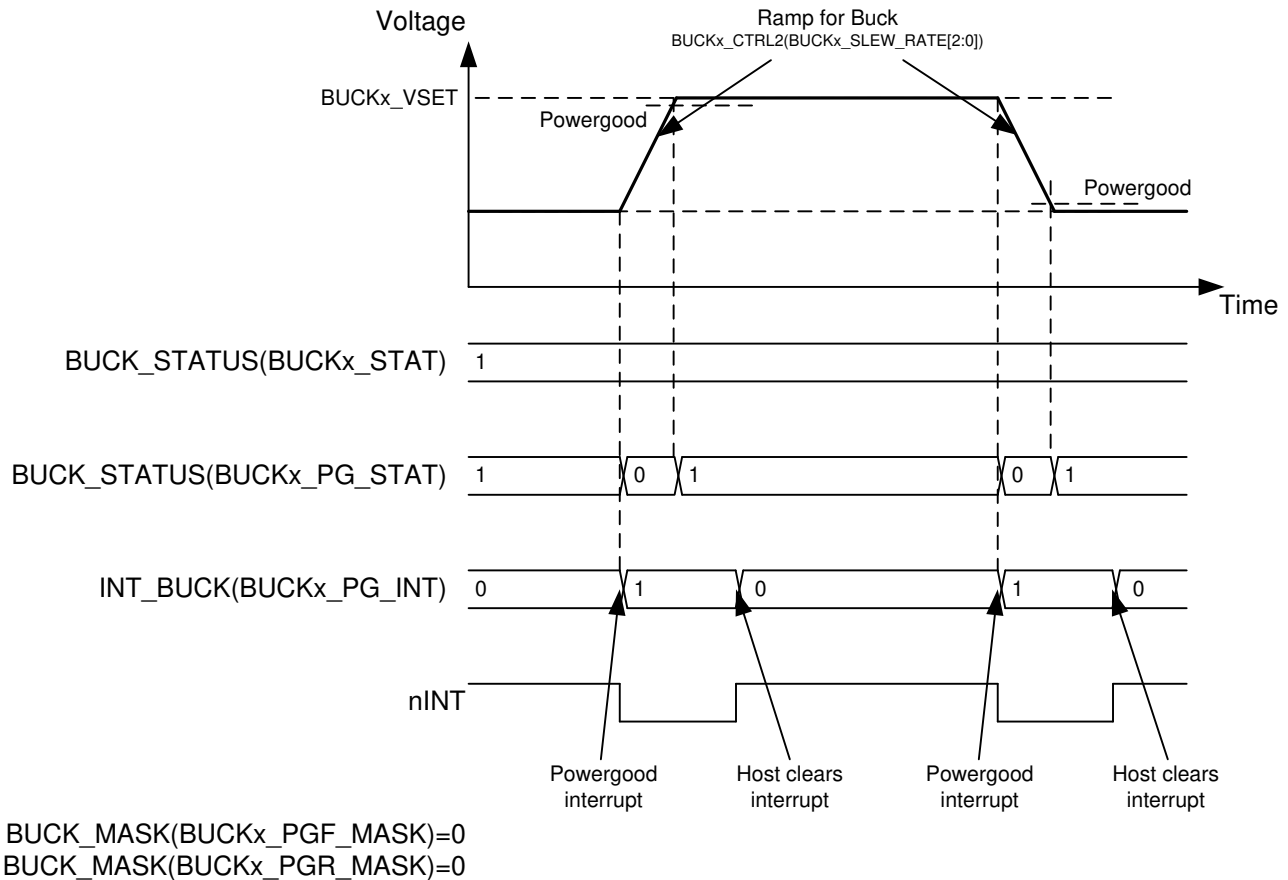 Voltage
Ramp for Buck
BUCKx_CTRL2(BUCKx_SLEW_RATE[2:0])
BUCKx_VSET
Powergood
Powergood
Time
BUCK_STATUS(BUCKx_STAT) 1
BUCK_STATUS(BUCKx_PG_STAT) 1 0 1 0 1
INT_BUCK(BUCKx_PG_INT) 0 1 0 1 0
nINT
Powergood
interrupt
Host clears
interrupt
Powergood
interrupt
Host clears
interrupt
BUCK_MASK(BUCKx_PGF_MASK)=0
BUCK_MASK(BUCKx_PGR_MASK)=0